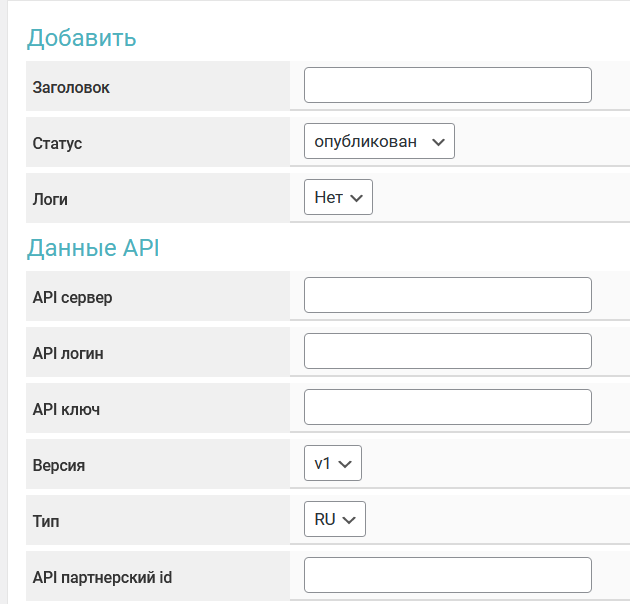 Добавить
Заголовок
Статус опубликован
Логи Нет
Данные API
API сервер
API логин
API ключ
Версия v1
Тип RU
API партнерский id